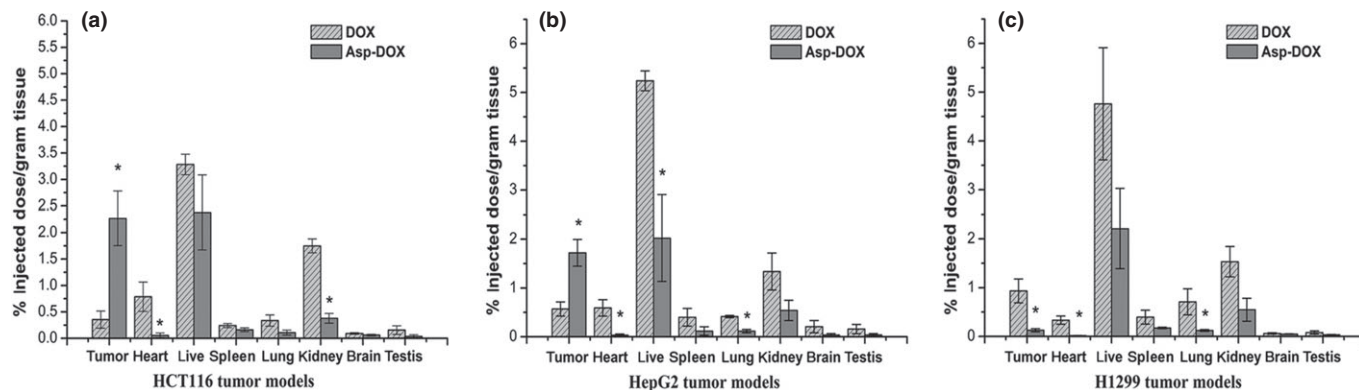 (a)
DOX
Asp-DOX
% Injected dose/gram tissue
6.0
5.5
5.0
4.5
4.0
3.5
3.0
2.5
2.0
1.5
1.0
0.5
0.0
*
*
*
Tumor Heart Live Spleen Lung Kidney Brain Testis
HCT116 tumor models
(b)
DOX
Asp-DOX
% Injected dose/gram tissue
6
5
4
3
2
1
0
*
*
*
*
Tumor Heart Live Spleen Lung Kidney Brain Testis
HepG2 tumor models
(c)
DOX
Asp-DOX
% Injected dose/gram tissue
6
5
4
3
2
1
0
*
*
*
Tumor Heart Live Spleen Lung Kidney Brain Testis
H1299 tumor models